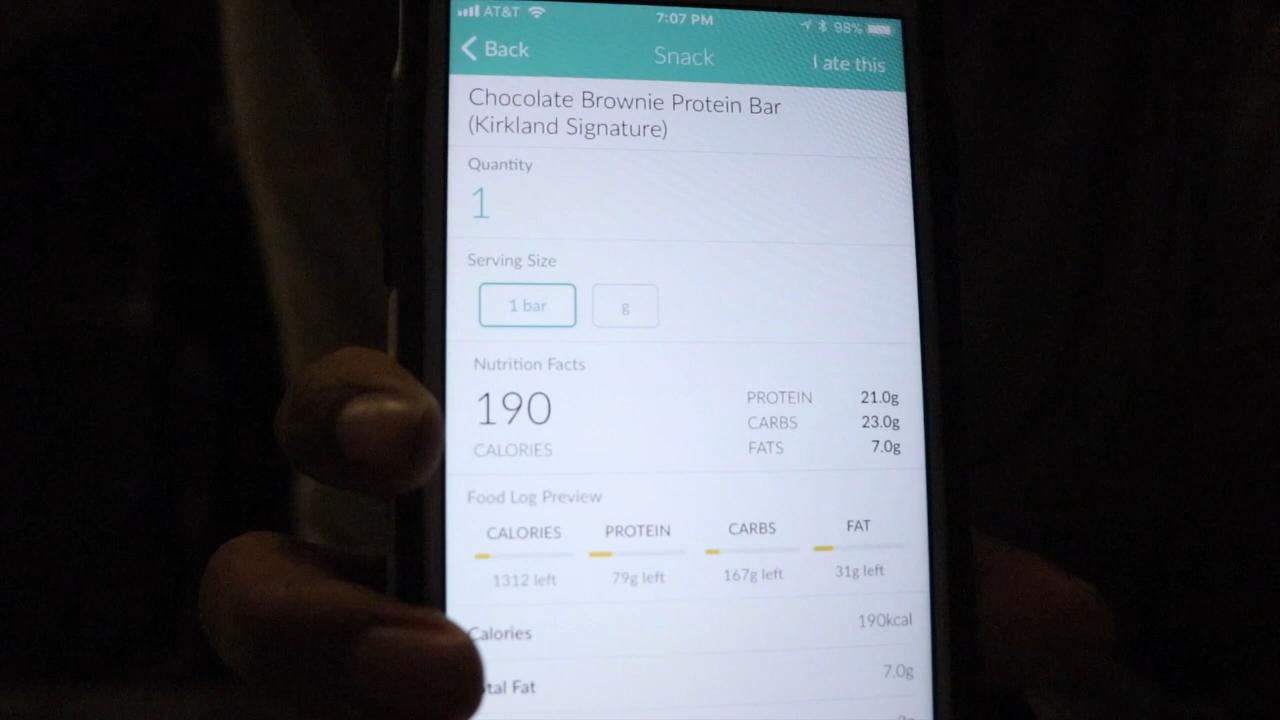 AT&T 7:07 PM 98%
Back Snack I ate this
Chocolate Brownie Protein Bar
(Kirkland Signature)
Quantity
1
Serving Size
1 bar g
Nutrition Facts
190 PROTEIN 21.0g
CARBS 23.0g
CALORIES FATS 7.0g
Food Log Preview
CALORIES PROTEIN CARBS FAT
1312 left 79g left 167g left 31g left
Calories 190kcal
tal Fat 7.0g